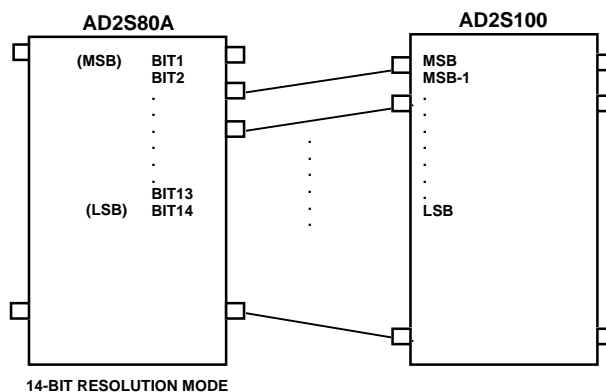 AD2S80A
(MSB) BIT1
BIT2
.
.
.
.
.
.
BIT13
(LSB) BIT14
14-BIT RESOLUTION MODE
AD2S100
MSB
MSB-1
.
.
.
.
.
.
LSB